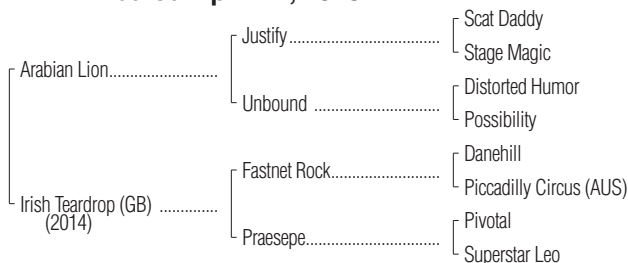 Justify
Scat Daddy
Stage Magic
Arabian Lion
Unbound
Distorted Humor
Possibility
Fastnet Rock
Danehill
Piccadilly Circus (AUS)
Irish Teardrop (GB)
(2014)
Praesepe
Pivotal
Superstar Leo